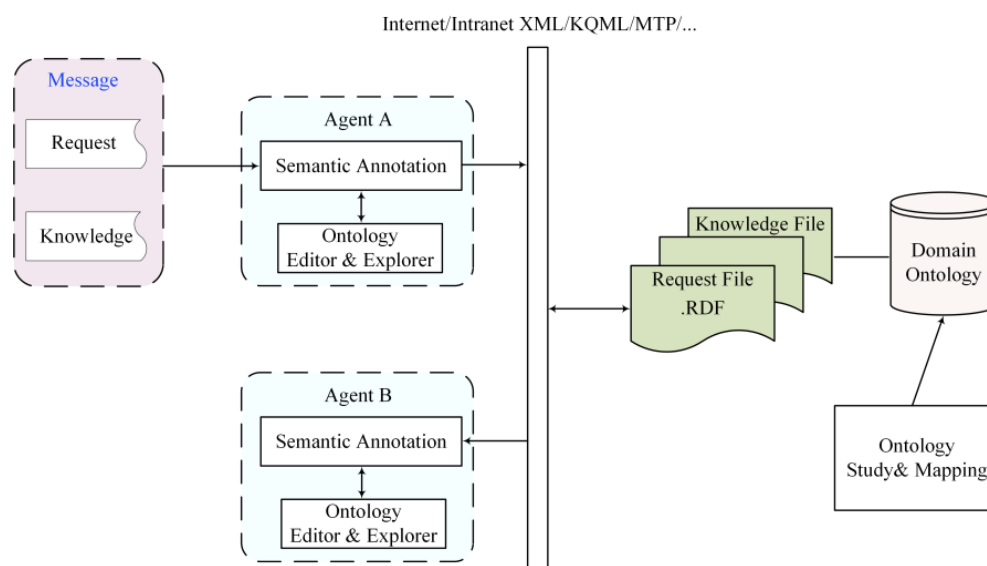 Internet/Intranet XML/KQML/MTP/...
Message
Request
Knowledge
Agent A
Semantic Annotation
Ontology
Editor & Explorer
Agent B
Semantic Annotation
Ontology
Editor & Explorer
Knowledge File
Request File
.RDF
Domain
Ontology
Ontology
Study& Mapping